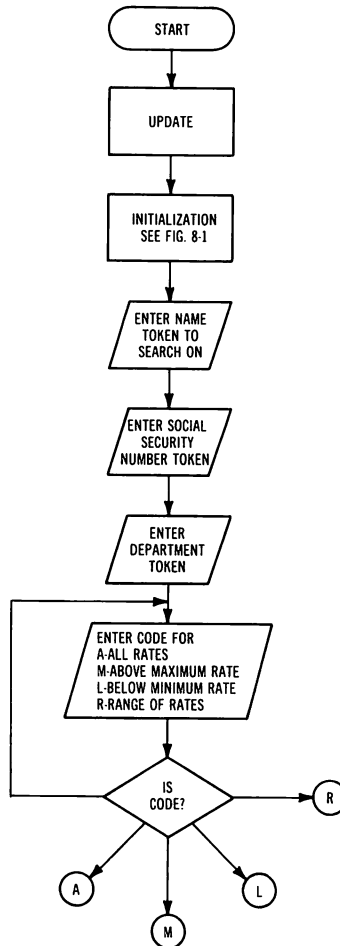 START
UPDATE
INITIALIZATION
SEE FIG. 8-1
ENTER NAME
TOKEN TO
SEARCH ON
ENTER SOCIAL
SECURITY
NUMBER TOKEN
ENTER
DEPARTMENT
TOKEN
ENTER CODE FOR
A-ALL RATES
M-ABOVE MAXIMUM RATE
L-BELOW MINIMUM RATE
R-RANGE OF RATES
IS
CODE?
R
A
L
M